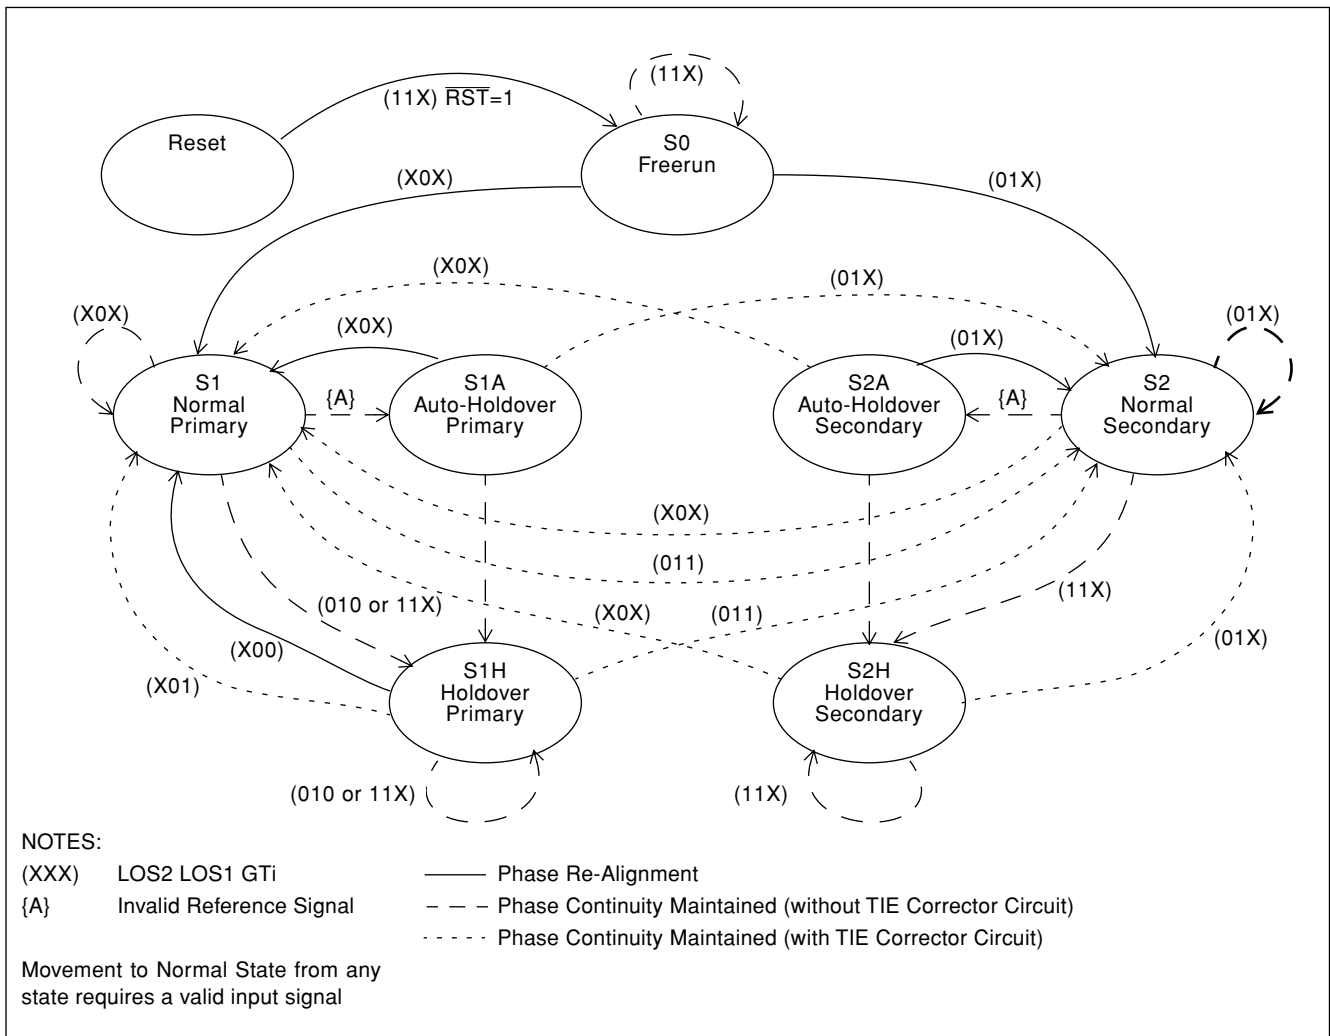 (11X)
(11X) R̅S̅T̅=1
Reset
S0
Freerun
(X0X)
(01X)
(X0X)
(01X)
(X0X)
(X0X)
(01X)
(01X)
S1
Normal
Primary
{A}
S1A
Auto-Holdover
Primary
S2A
Auto-Holdover
Secondary
{A}
S2
Normal
Secondary
(X0X)
(011)
(010 or 11X)
(X0X)
(011)
(11X)
(X00)
(01X)
(X01)
S1H
Holdover
Primary
S2H
Holdover
Secondary
(010 or 11X)
(11X)
NOTES:
(XXX) LOS2 LOS1 GTi
{A} Invalid Reference Signal
Phase Re-Alignment
Phase Continuity Maintained (without TIE Corrector Circuit)
Phase Continuity Maintained (with TIE Corrector Circuit)
Movement to Normal State from any
state requires a valid input signal